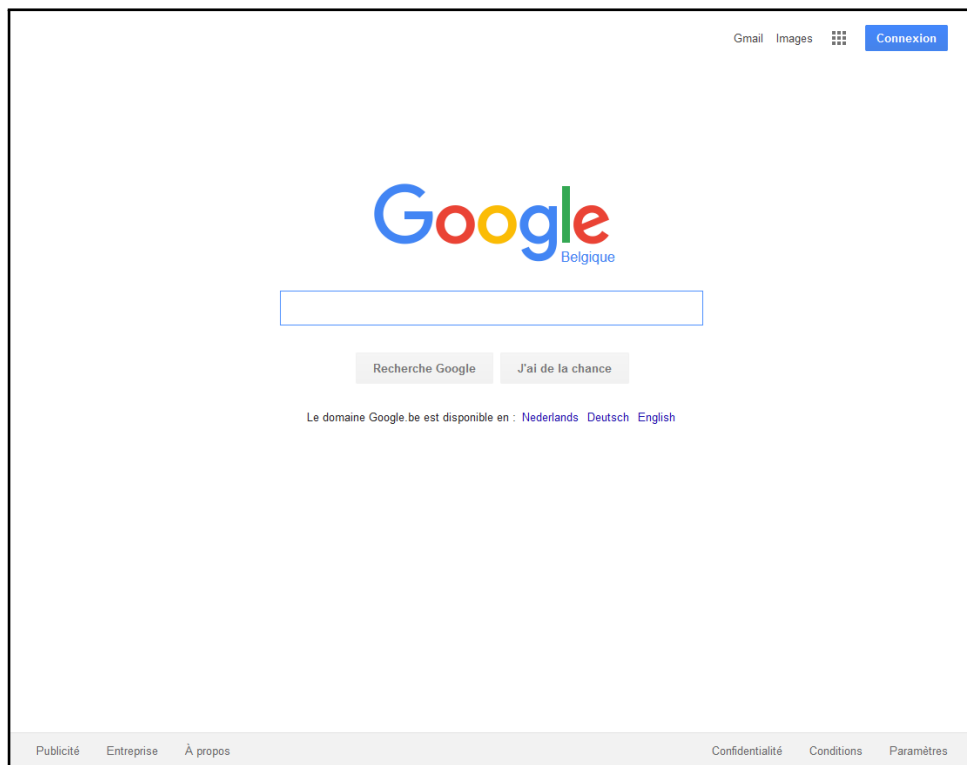 Gmail Images Connexion
Google
Belgique
Recherche Google J'ai de la chance
Le domaine Google.be est disponible en : Nederlands Deutsch English
Publicité Entreprise À propos Confidentialité Conditions Paramètres